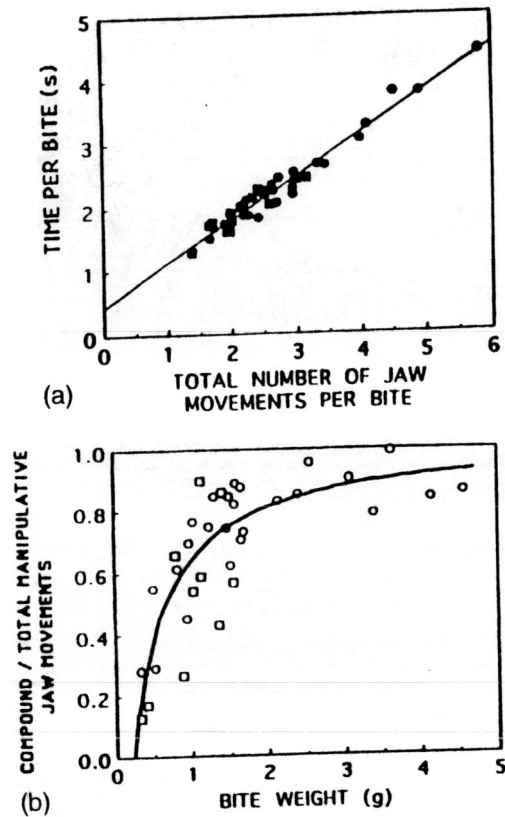 5
4
3
2
1
0
TIME PER BITE (s)
0 1 2 3 4 5 6
TOTAL NUMBER OF JAW
MOVEMENTS PER BITE
(a)
1.0
0.8
0.6
0.4
0.2
0.0
COMPOUND / TOTAL MANIPULATIVE
JAW MOVEMENTS
0 1 2 3 4 5
BITE WEIGHT (g)
(b)